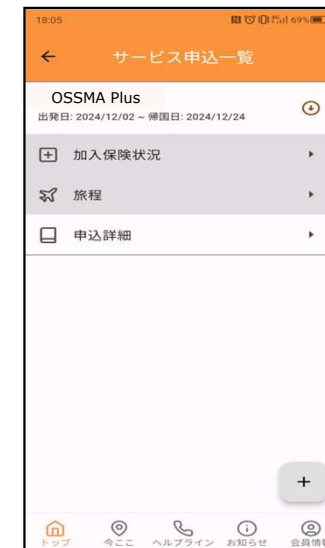 18:05
69%
サービス申込一覧
OSSMA Plus
出発日: 2024/12/02 ~ 帰国日: 2024/12/24
加入保険状況
旅程
申込詳細
+
トップ
今ここ
ヘルプライン
お知らせ
会員情報